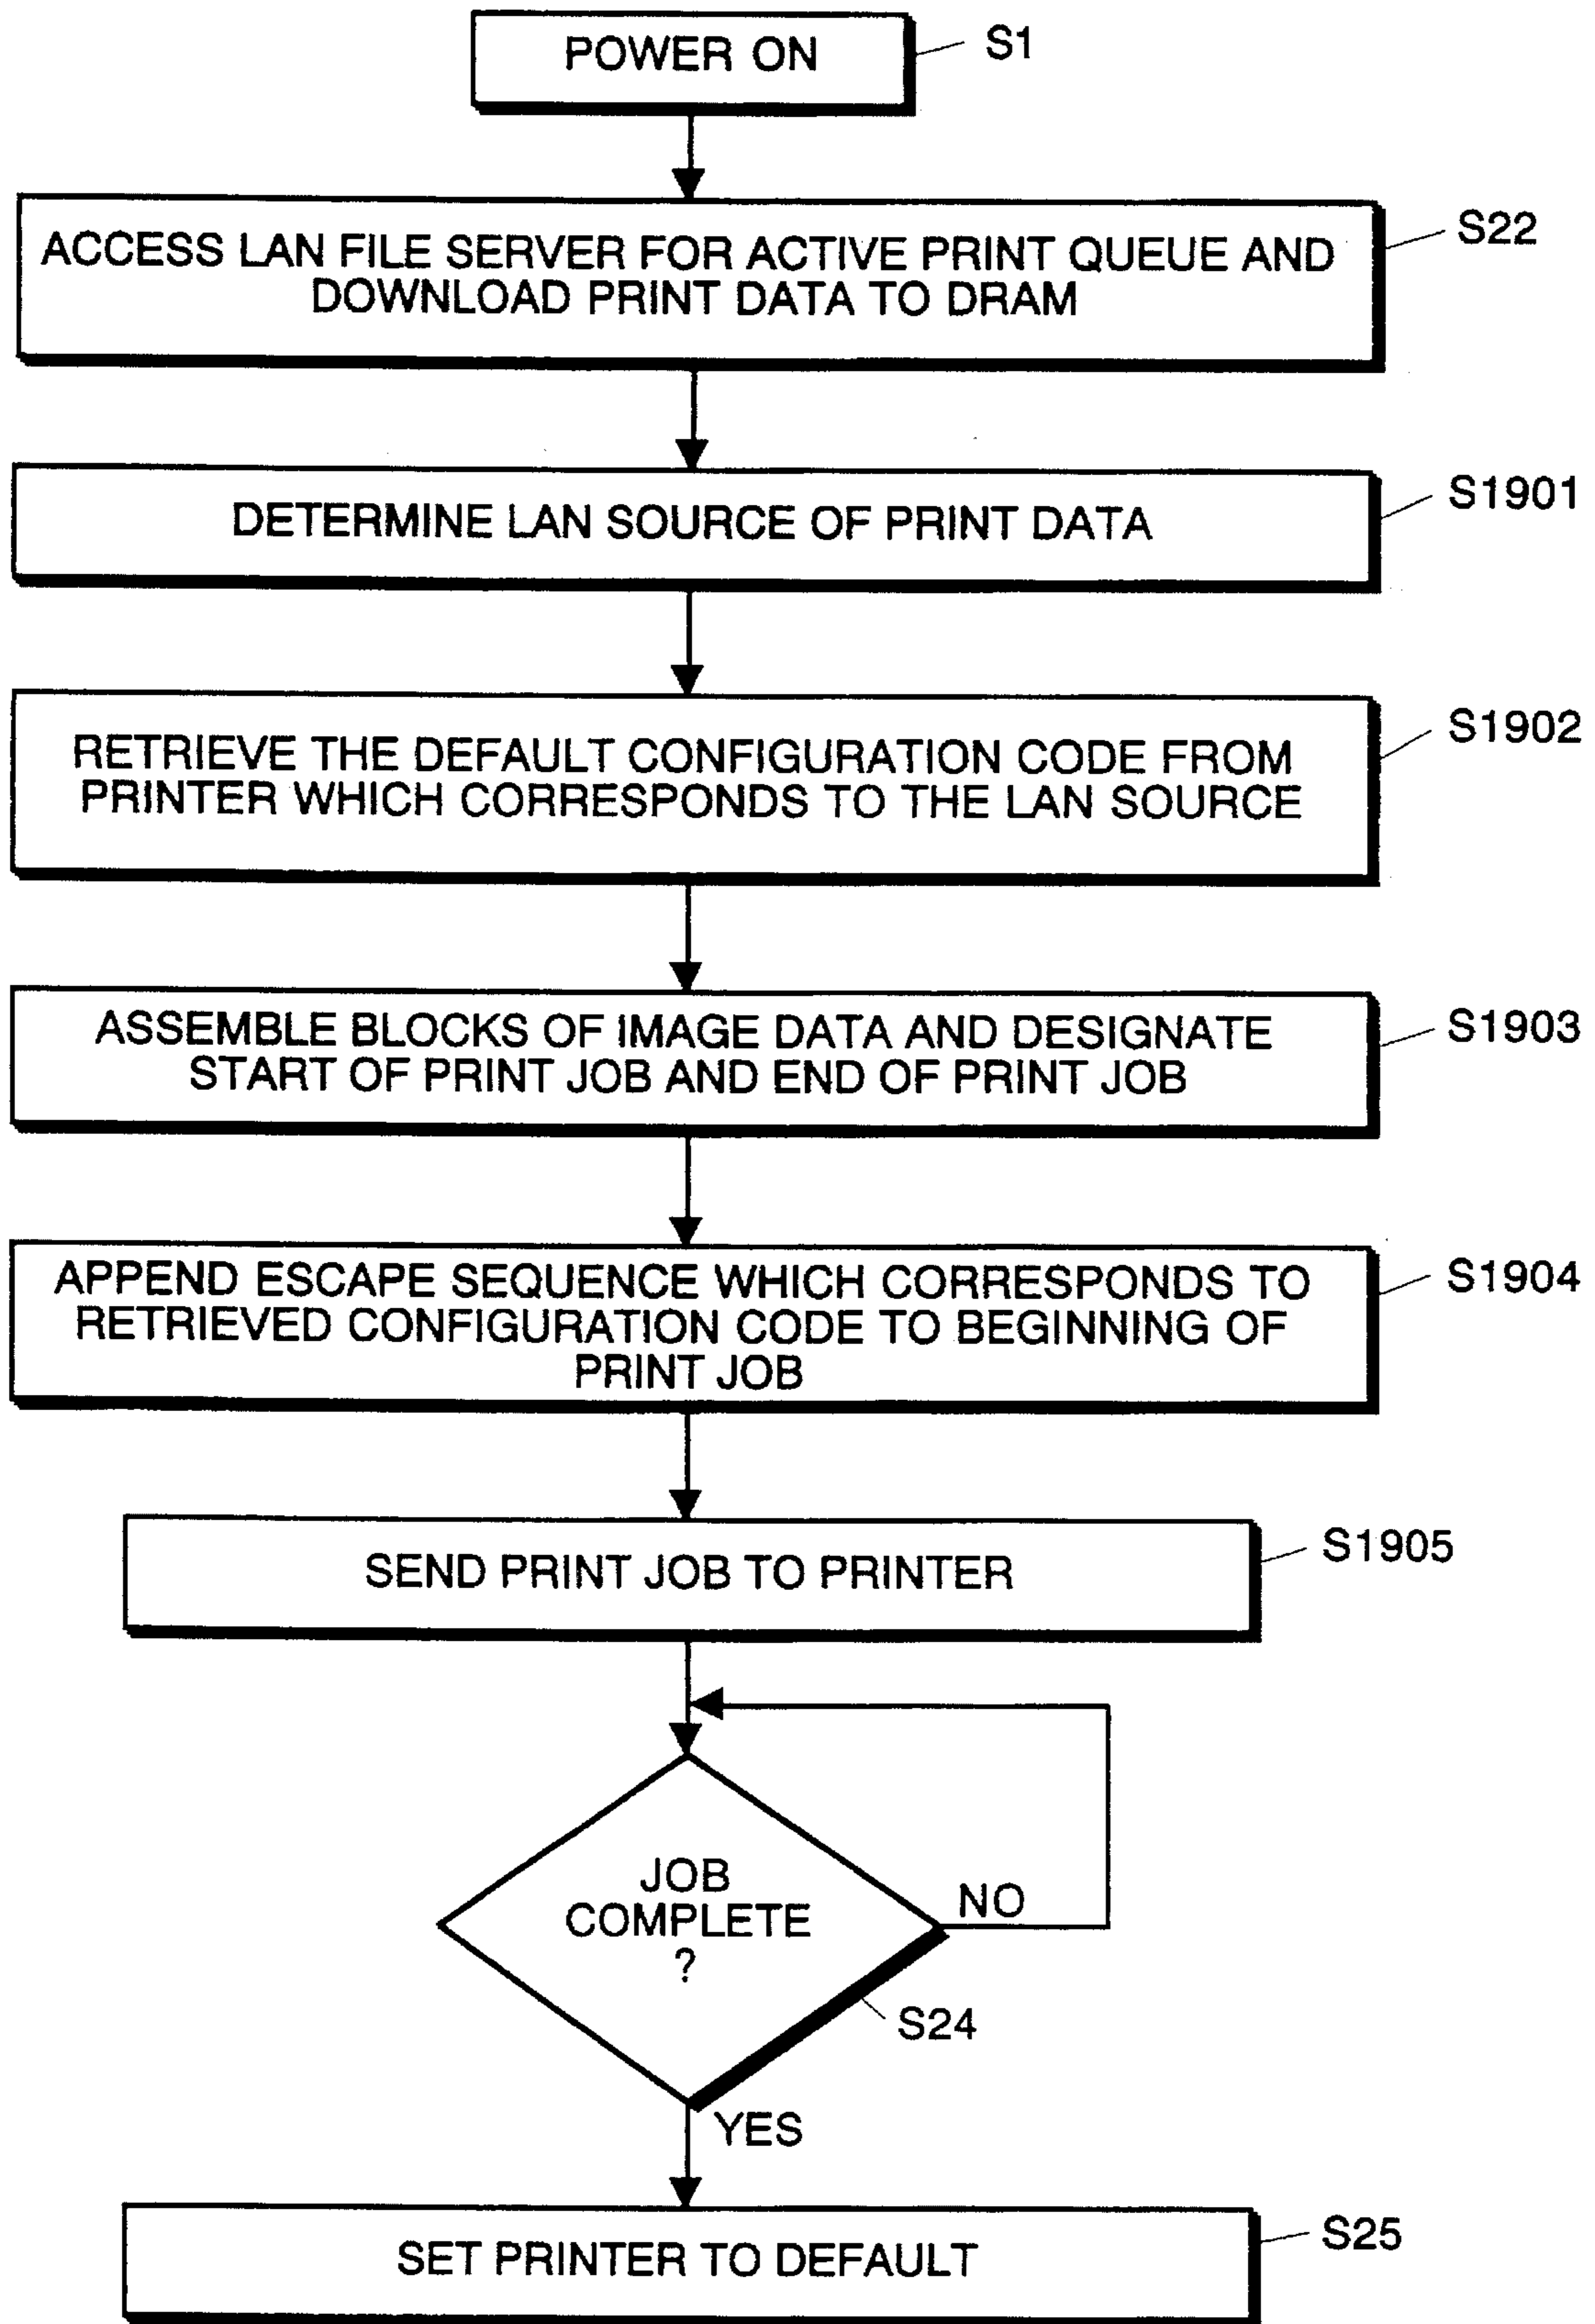 POWER ON
S1
ACCESS LAN FILE SERVER FOR ACTIVE PRINT QUEUE AND
DOWNLOAD PRINT DATA TO DRAM
S22
DETERMINE LAN SOURCE OF PRINT DATA
S1901
RETRIEVE THE DEFAULT CONFIGURATION CODE FROM
PRINTER WHICH CORRESPONDS TO THE LAN SOURCE
S1902
ASSEMBLE BLOCKS OF IMAGE DATA AND DESIGNATE
START OF PRINT JOB AND END OF PRINT JOB
S1903
APPEND ESCAPE SEQUENCE WHICH CORRESPONDS TO
RETRIEVED CONFIGURATION CODE TO BEGINNING OF
PRINT JOB
S1904
SEND PRINT JOB TO PRINTER
S1905
JOB
COMPLETE
?
NO
S24
YES
SET PRINTER TO DEFAULT
S25